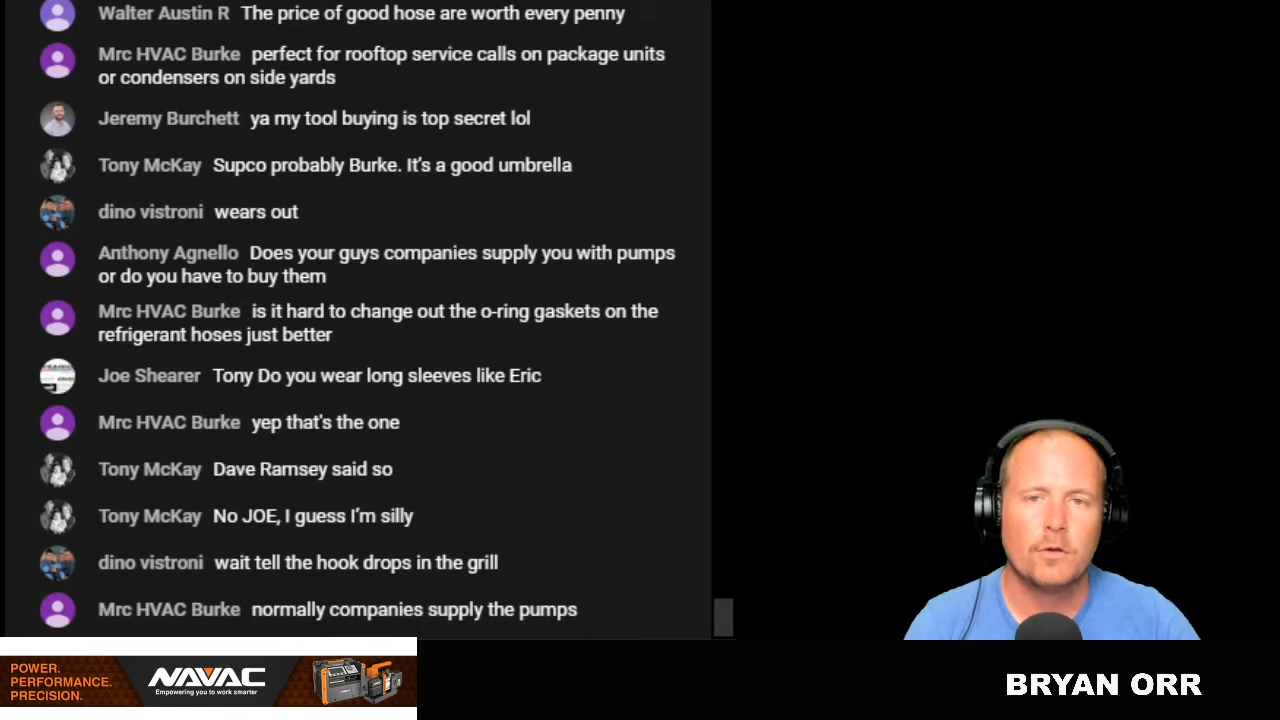 Walter Austin R The price of good hose are worth every penny
Mrc HVAC Burke perfect for rooftop service calls on package units
or condensers on side yards
Jeremy Burchett ya my tool buying is top secret lol
Tony McKay Supco probably Burke. It's a good umbrella
dino vistroni wears out
Anthony Agnello Does your guys companies supply you with pumps
or do you have to buy them
Mrc HVAC Burke is it hard to change out the o-ring gaskets on the
refrigerant hoses just better
Joe Shearer Tony Do you wear long sleeves like Eric
Mrc HVAC Burke yep that's the one
Tony McKay Dave Ramsey said so
Tony McKay No JOE, I guess I'm silly
dino vistroni wait tell the hook drops in the grill
Mrc HVAC Burke normally companies supply the pumps
POWER.
PERFORMANCE.
PRECISION.
NAVAC
Empowering you to work smarter
BRYAN ORR